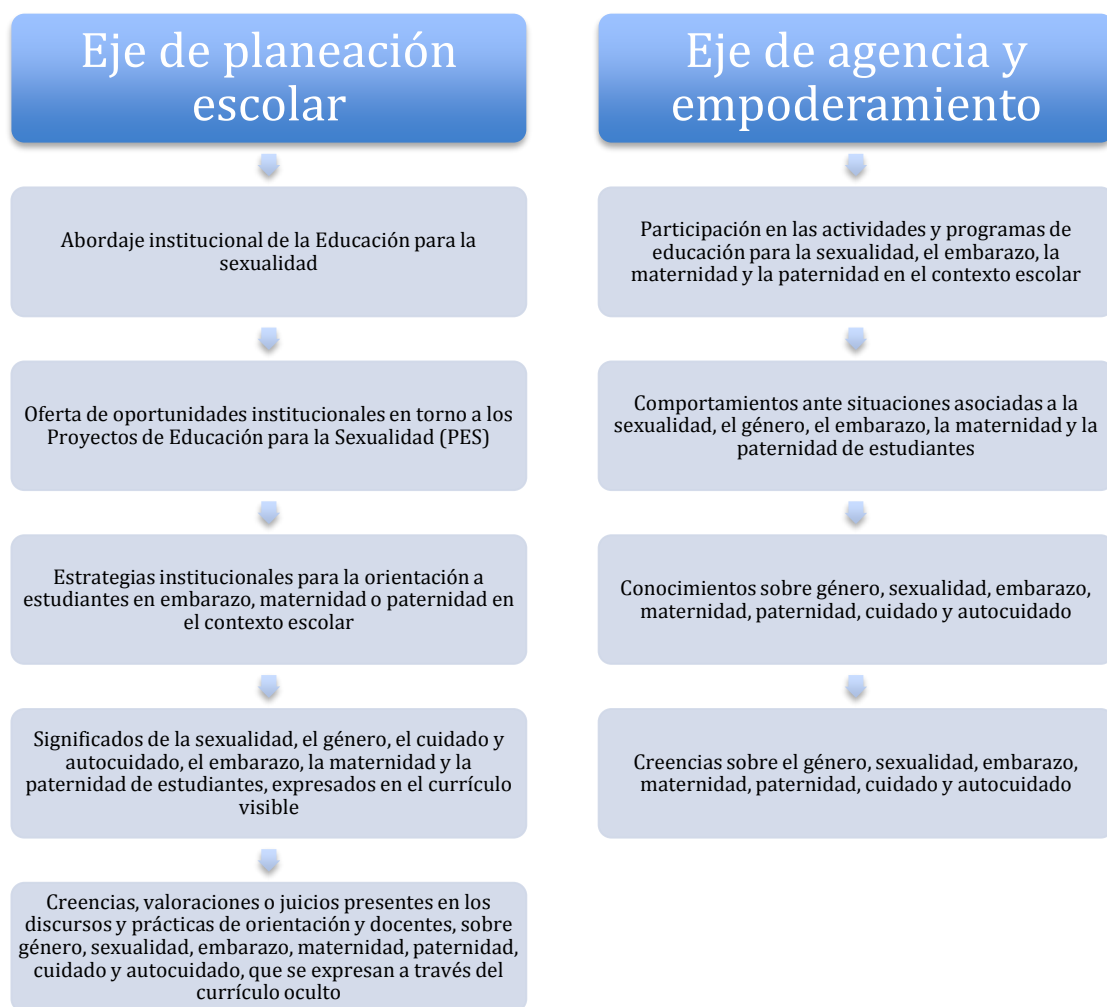 Eje de planeación
escolar
Abordaje institucional de la Educación para la
sexualidad
Oferta de oportunidades institucionales en torno a los
Proyectos de Educación para la Sexualidad (PES)
Estrategias institucionales para la orientación a
estudiantes en embarazo, maternidad o paternidad en
el contexto escolar
Significados de la sexualidad, el género, el cuidado y
autocuidado, el embarazo, la maternidad y la
paternidad de estudiantes, expresados en el currículo
visible
Creencias, valoraciones o juicios presentes en los
discursos y prácticas de orientación y docentes, sobre
género, sexualidad, embarazo, maternidad, paternidad,
cuidado y autocuidado, que se expresan a través del
currículo oculto
Eje de agencia y
empoderamiento
Participación en las actividades y programas de
educación para la sexualidad, el embarazo, la
maternidad y la paternidad en el contexto escolar
Comportamientos ante situaciones asociadas a la
sexualidad, el género, el embarazo, la maternidad y la
paternidad de estudiantes
Conocimientos sobre género, sexualidad, embarazo,
maternidad, paternidad, cuidado y autocuidado
Creencias sobre el género, sexualidad, embarazo,
maternidad, paternidad, cuidado y autocuidado